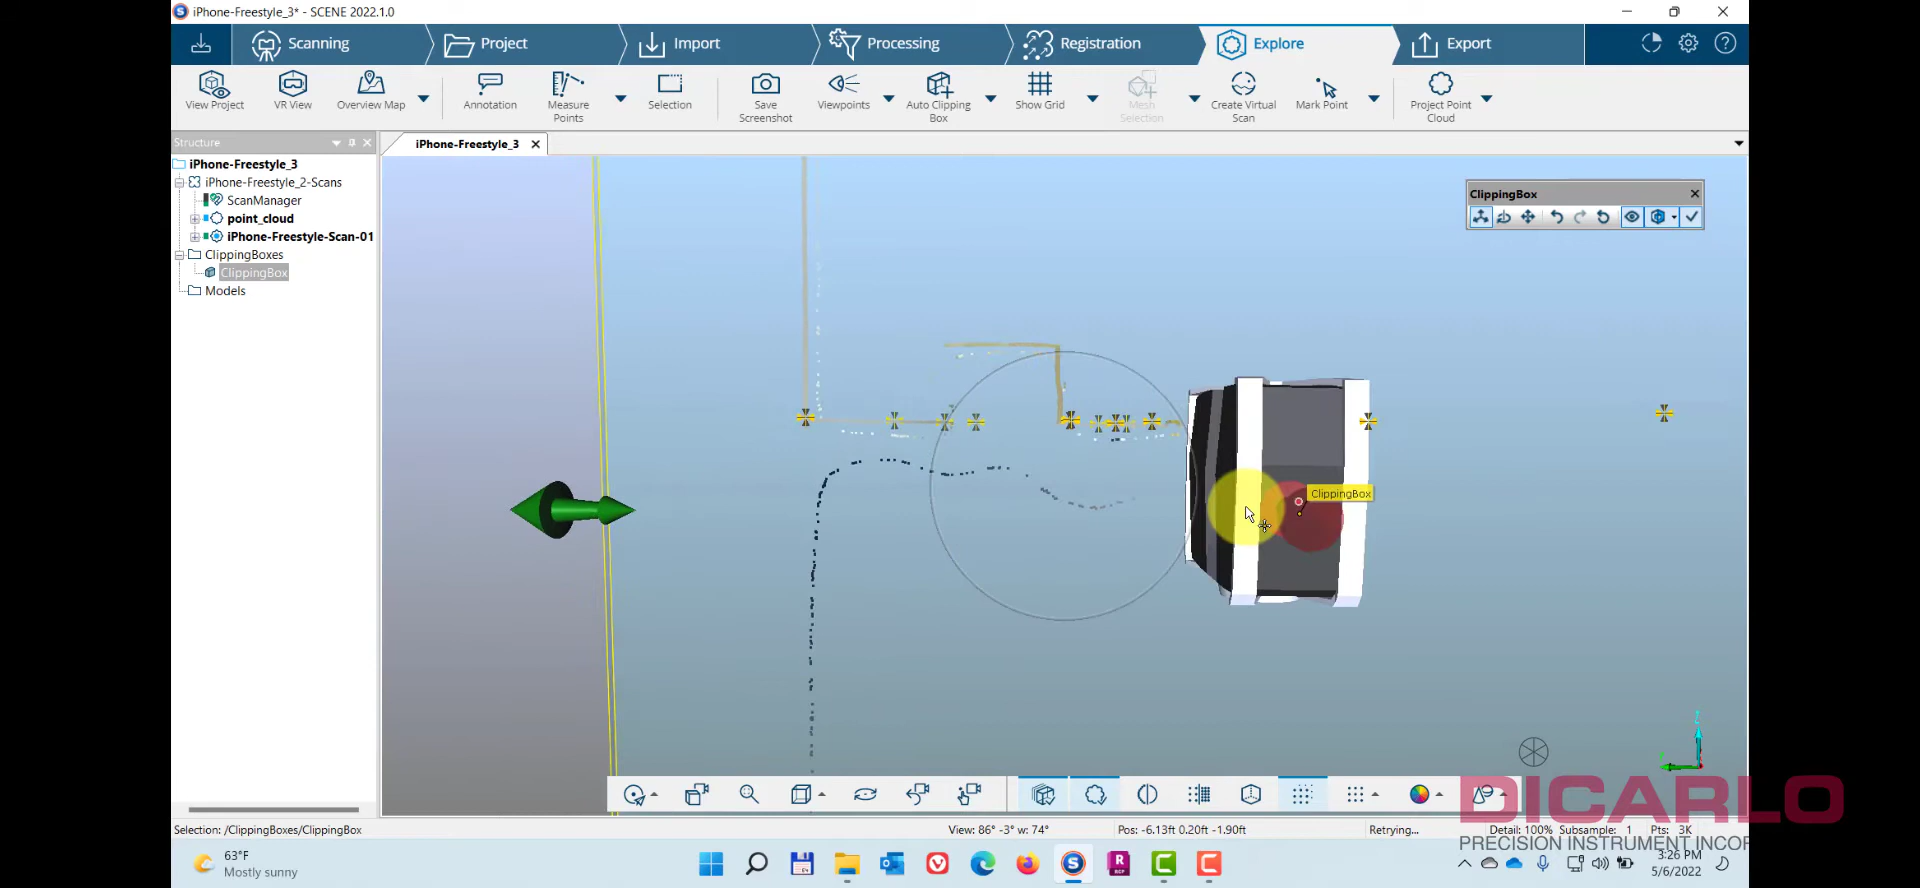 iPhone-Freestyle_3* - SCENE 2022.1.0
Scanning
Project
Import
Processing
Registration
Explore
Export
View Project
VR View
Overview Map
Annotation
Measure Points
Selection
Save Screenshot
Viewpoints
Auto Clipping Box
Show Grid
Mesh Selection
Create Virtual Scan
Mark Point
Project Point Cloud
Structure
iPhone-Freestyle_3
iPhone-Freestyle_3
iPhone-Freestyle_2-Scans
ScanManager
point_cloud
iPhone-Freestyle-Scan-01
ClippingBoxes
ClippingBox
Models
ClippingBox
ClippingBox
Selection: /ClippingBoxes/ClippingBox
View: 86° -3° w: 74°
Pos: -6.13ft 0.20ft -1.90ft
Retrying...
Detail: 100%
Subsample: 1
Pts: 3K
DICARLO
PRECISION INSTRUMENT INCOR
63°F
Mostly sunny
3:26 PM
5/6/2022